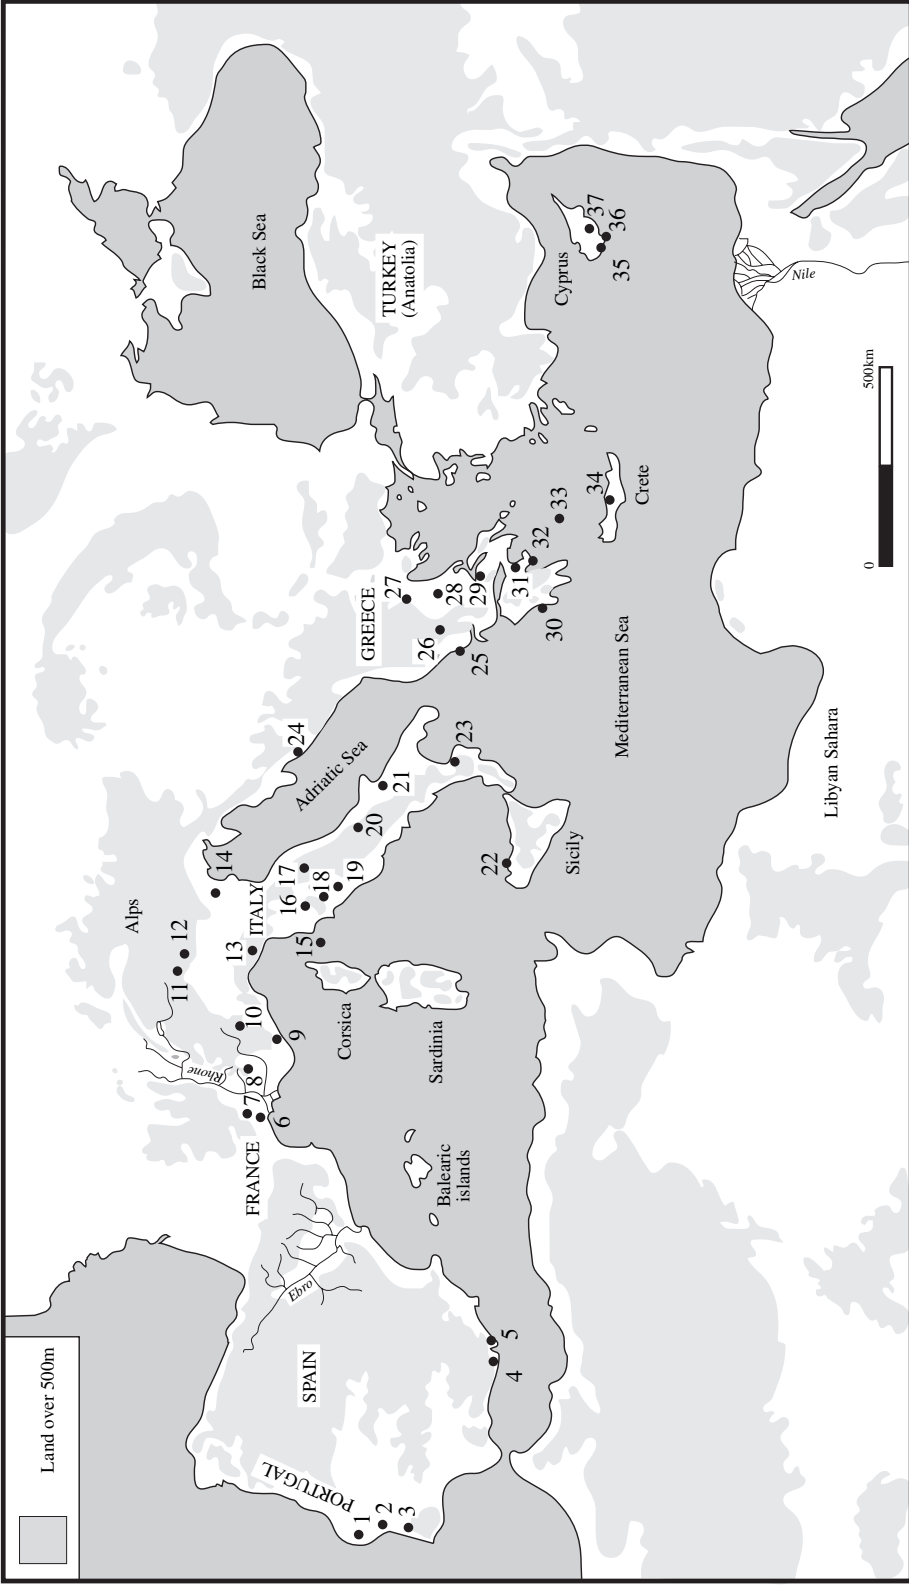 Land over 500m
PORTUGAL
SPAIN
Ebro
FRANCE
Rhone
Alps
ITALY
Corsica
Sardinia
Balearic
islands
Sicily
Adriatic Sea
GREECE
Black Sea
TURKEY
(Anatolia)
Cyprus
Crete
Mediterranean Sea
Libyan Sahara
Nile
0
500km
1
2
3
4
5
6
7
8
9
10
11
12
13
14
15
16
17
18
19
20
21
22
23
24
25
26
27
28
29
30
31
32
33
34
35
36
37